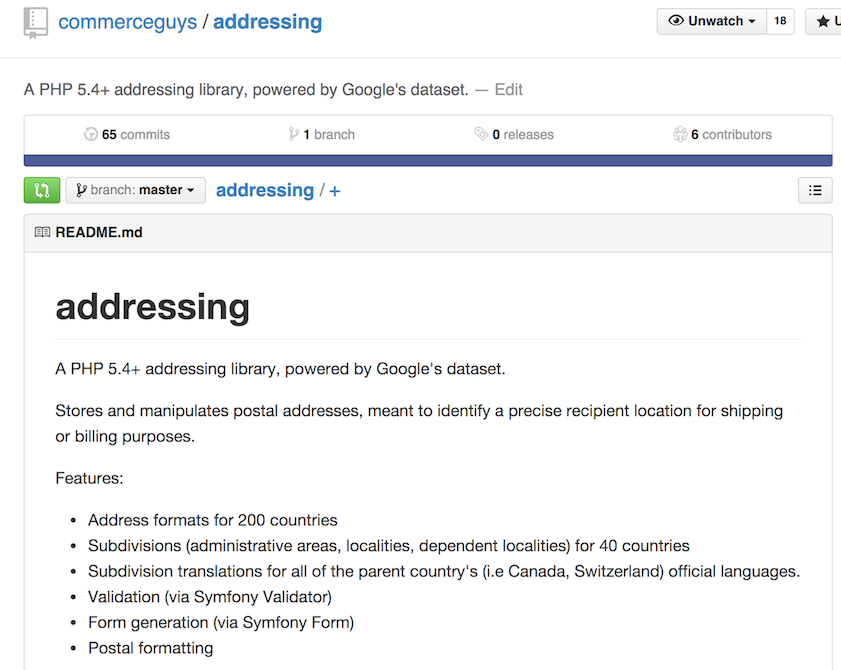 commerceguys / addressing
Unwatch 18
A PHP 5.4+ addressing library, powered by Google's dataset. — Edit
65 commits 1 branch 0 releases 6 contributors
branch: master addressing / +
README.md
addressing
A PHP 5.4+ addressing library, powered by Google's dataset.
Stores and manipulates postal addresses, meant to identify a precise recipient location for shipping
or billing purposes.
Features:
• Address formats for 200 countries
• Subdivisions (administrative areas, localities, dependent localities) for 40 countries
• Subdivision translations for all of the parent country's (i.e Canada, Switzerland) official languages.
• Validation (via Symfony Validator)
• Form generation (via Symfony Form)
• Postal formatting